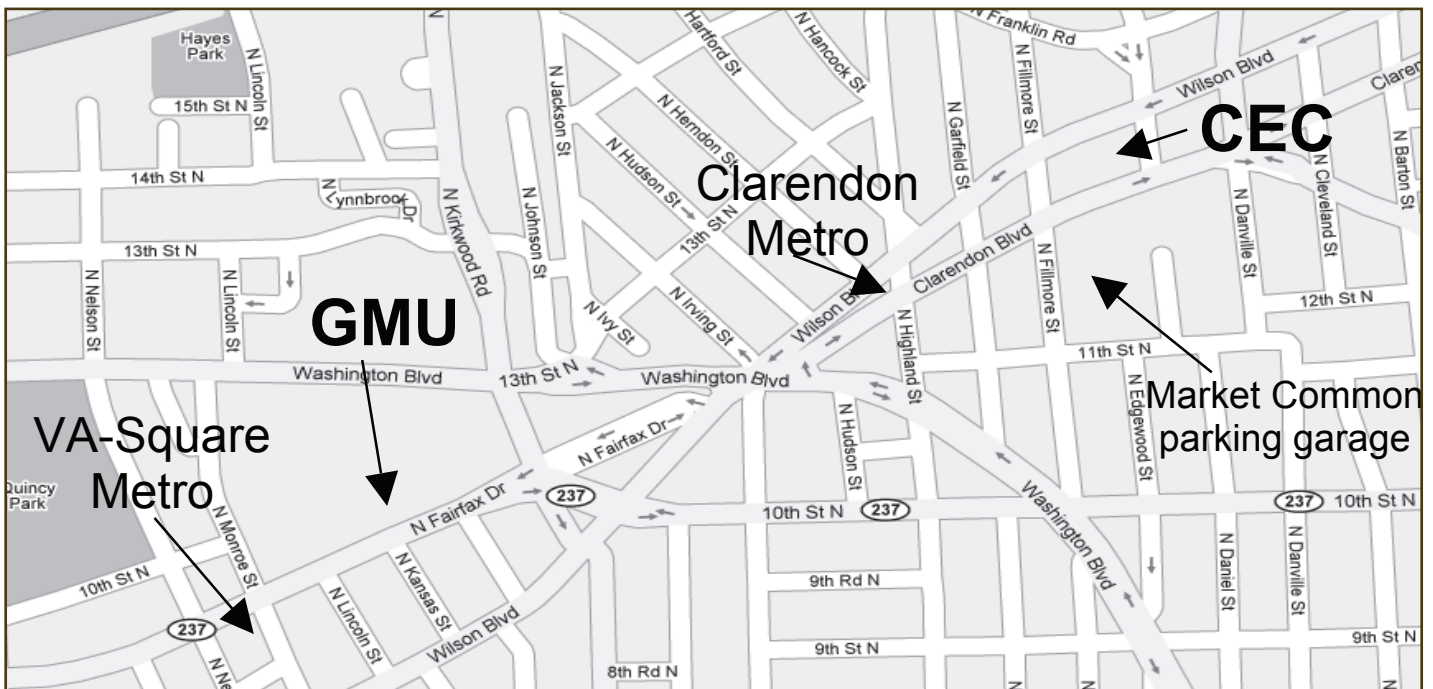 N
Hayes
Park
N Lincoln St
15th St N
14th St N
N Lynnbrook Dr
13th St N
N Nelson St
N Lincoln St
N Kirkwood Rd
N Jackson St
N Johnson St
Hartford St
N Hancock St
N Herndon St
N Hudson St
13th St N
N Ivy St
N Irving St
N Franklin Rd
N Fillmore St
N Garfield St
Wilson Blvd
Claren
CEC
N Cleveland St
N Barton St
Clarendon
Metro
Wilson Bl
Clarendon Blvd
N Fillmore St
N Danville St
12th St N
GMU
N Highland St
11th St N
Washington Blvd
13th St N
Washington Blvd
Market Common
parking garage
N Edgewood St
VA-Square
Metro
Quincy
Park
N Fairfax Dr
N Hudson St
N Monroe St
N Fairfax Dr
237
10th St N
237
Washington Blvd
237
10th St N
10th St N
N Kansas St
N Lincoln St
9th Rd N
N Daniel St
N Danville St
237
Wilson Blvd
N Ne
8th Rd N
9th St N
9th St N
N
N
N
N